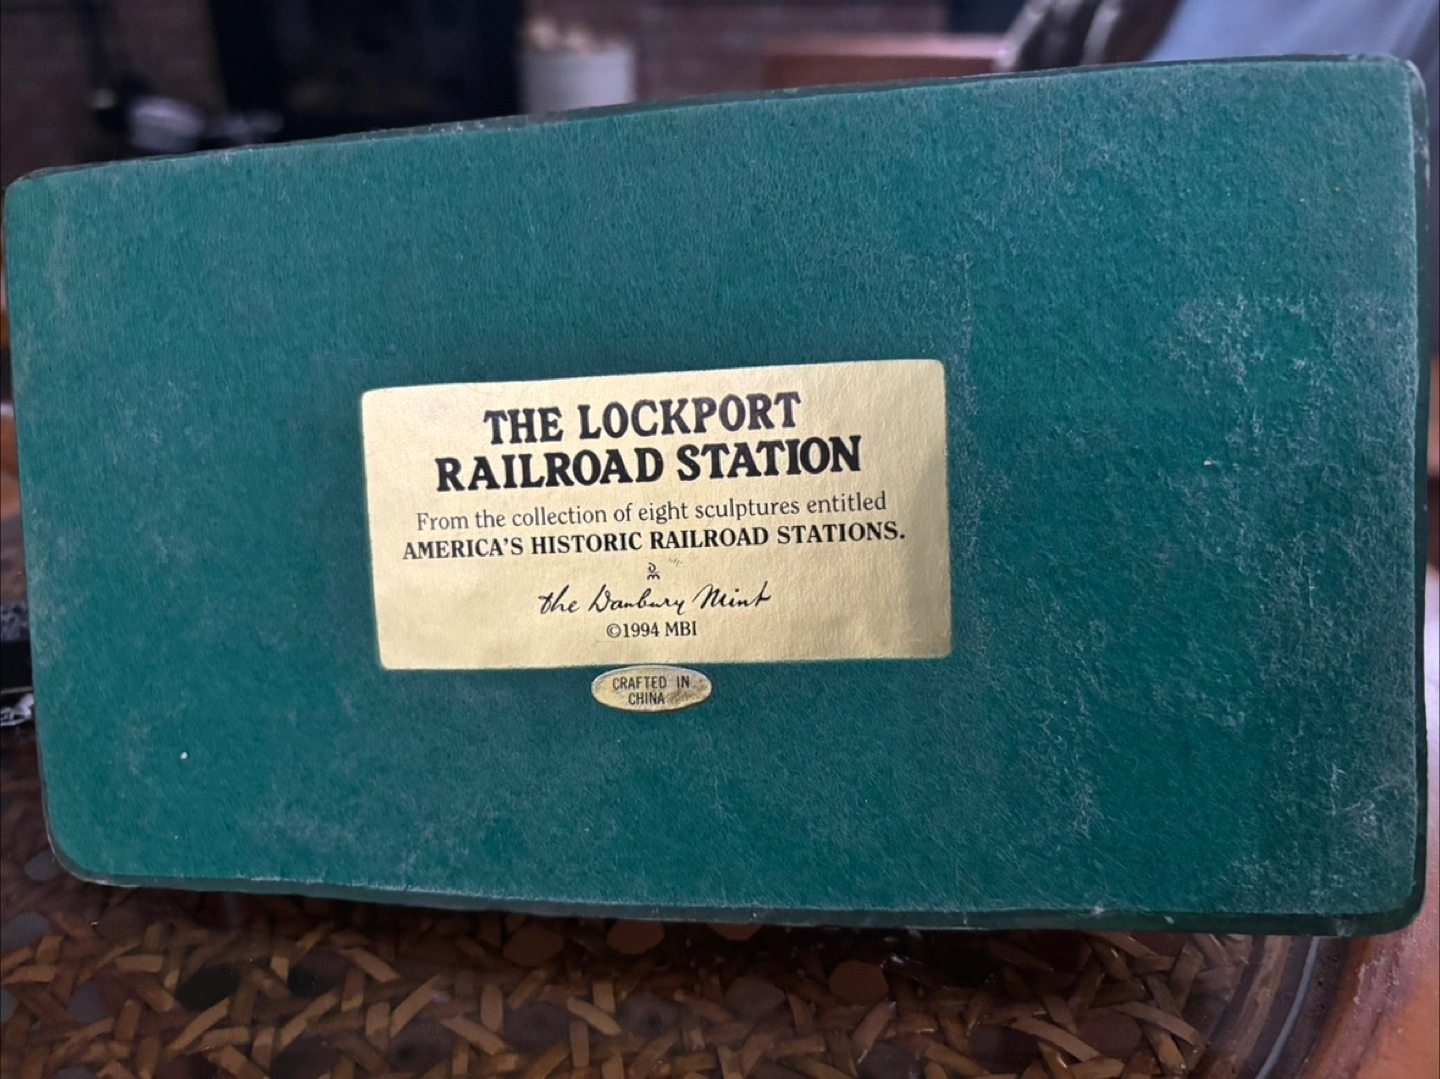 THE LOCKPORT
RAILROAD STATION
From the collection of eight sculptures entitled
AMERICA'S HISTORIC RAILROAD STATIONS.
DM
the Danbury Mint
©1994 MBI
CRAFTED IN
CHINA